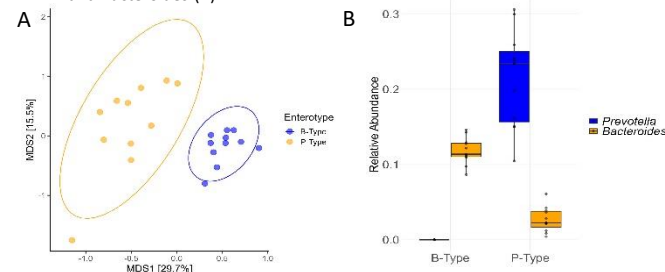 A
2
1
0
-1
MDS2 [15.5%]
-1.0
-0.5
0.0
0.5
1.0
MDS1 [29.7%]
Enterotype
B-Type
P Type
B
0.3
0.2
0.1
0.0
Relative Abundance
B-Type
P-Type
Prevotella
Bacteroides